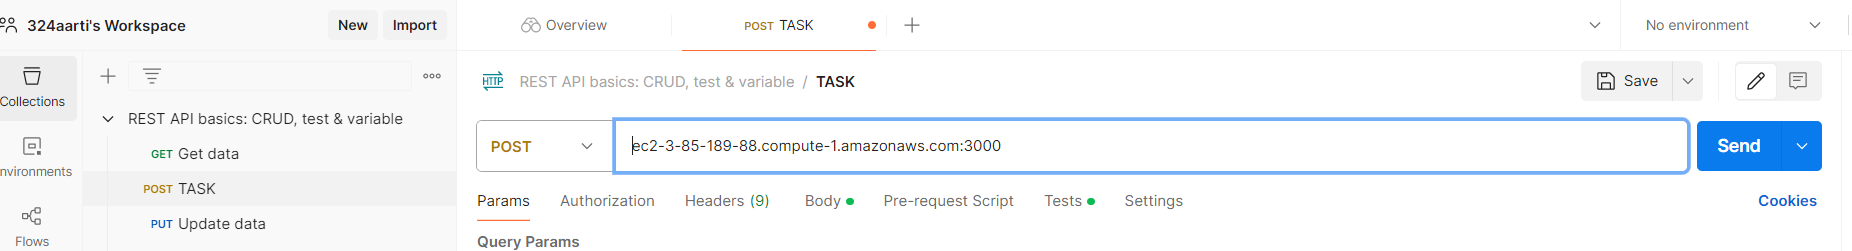 324aarti's Workspace
New
Import
Overview
POST TASK
No environment
Collections
REST API basics: CRUD, test & variable / TASK
Save
REST API basics: CRUD, test & variable
POST
ec2-3-85-189-88.compute-1.amazonaws.com:3000
Send
nvironments
GET Get data
POST TASK
PUT Update data
Flows
Params
Authorization
Headers (9)
Body
Pre-request Script
Tests
Settings
Cookies
Query Params
HTTP